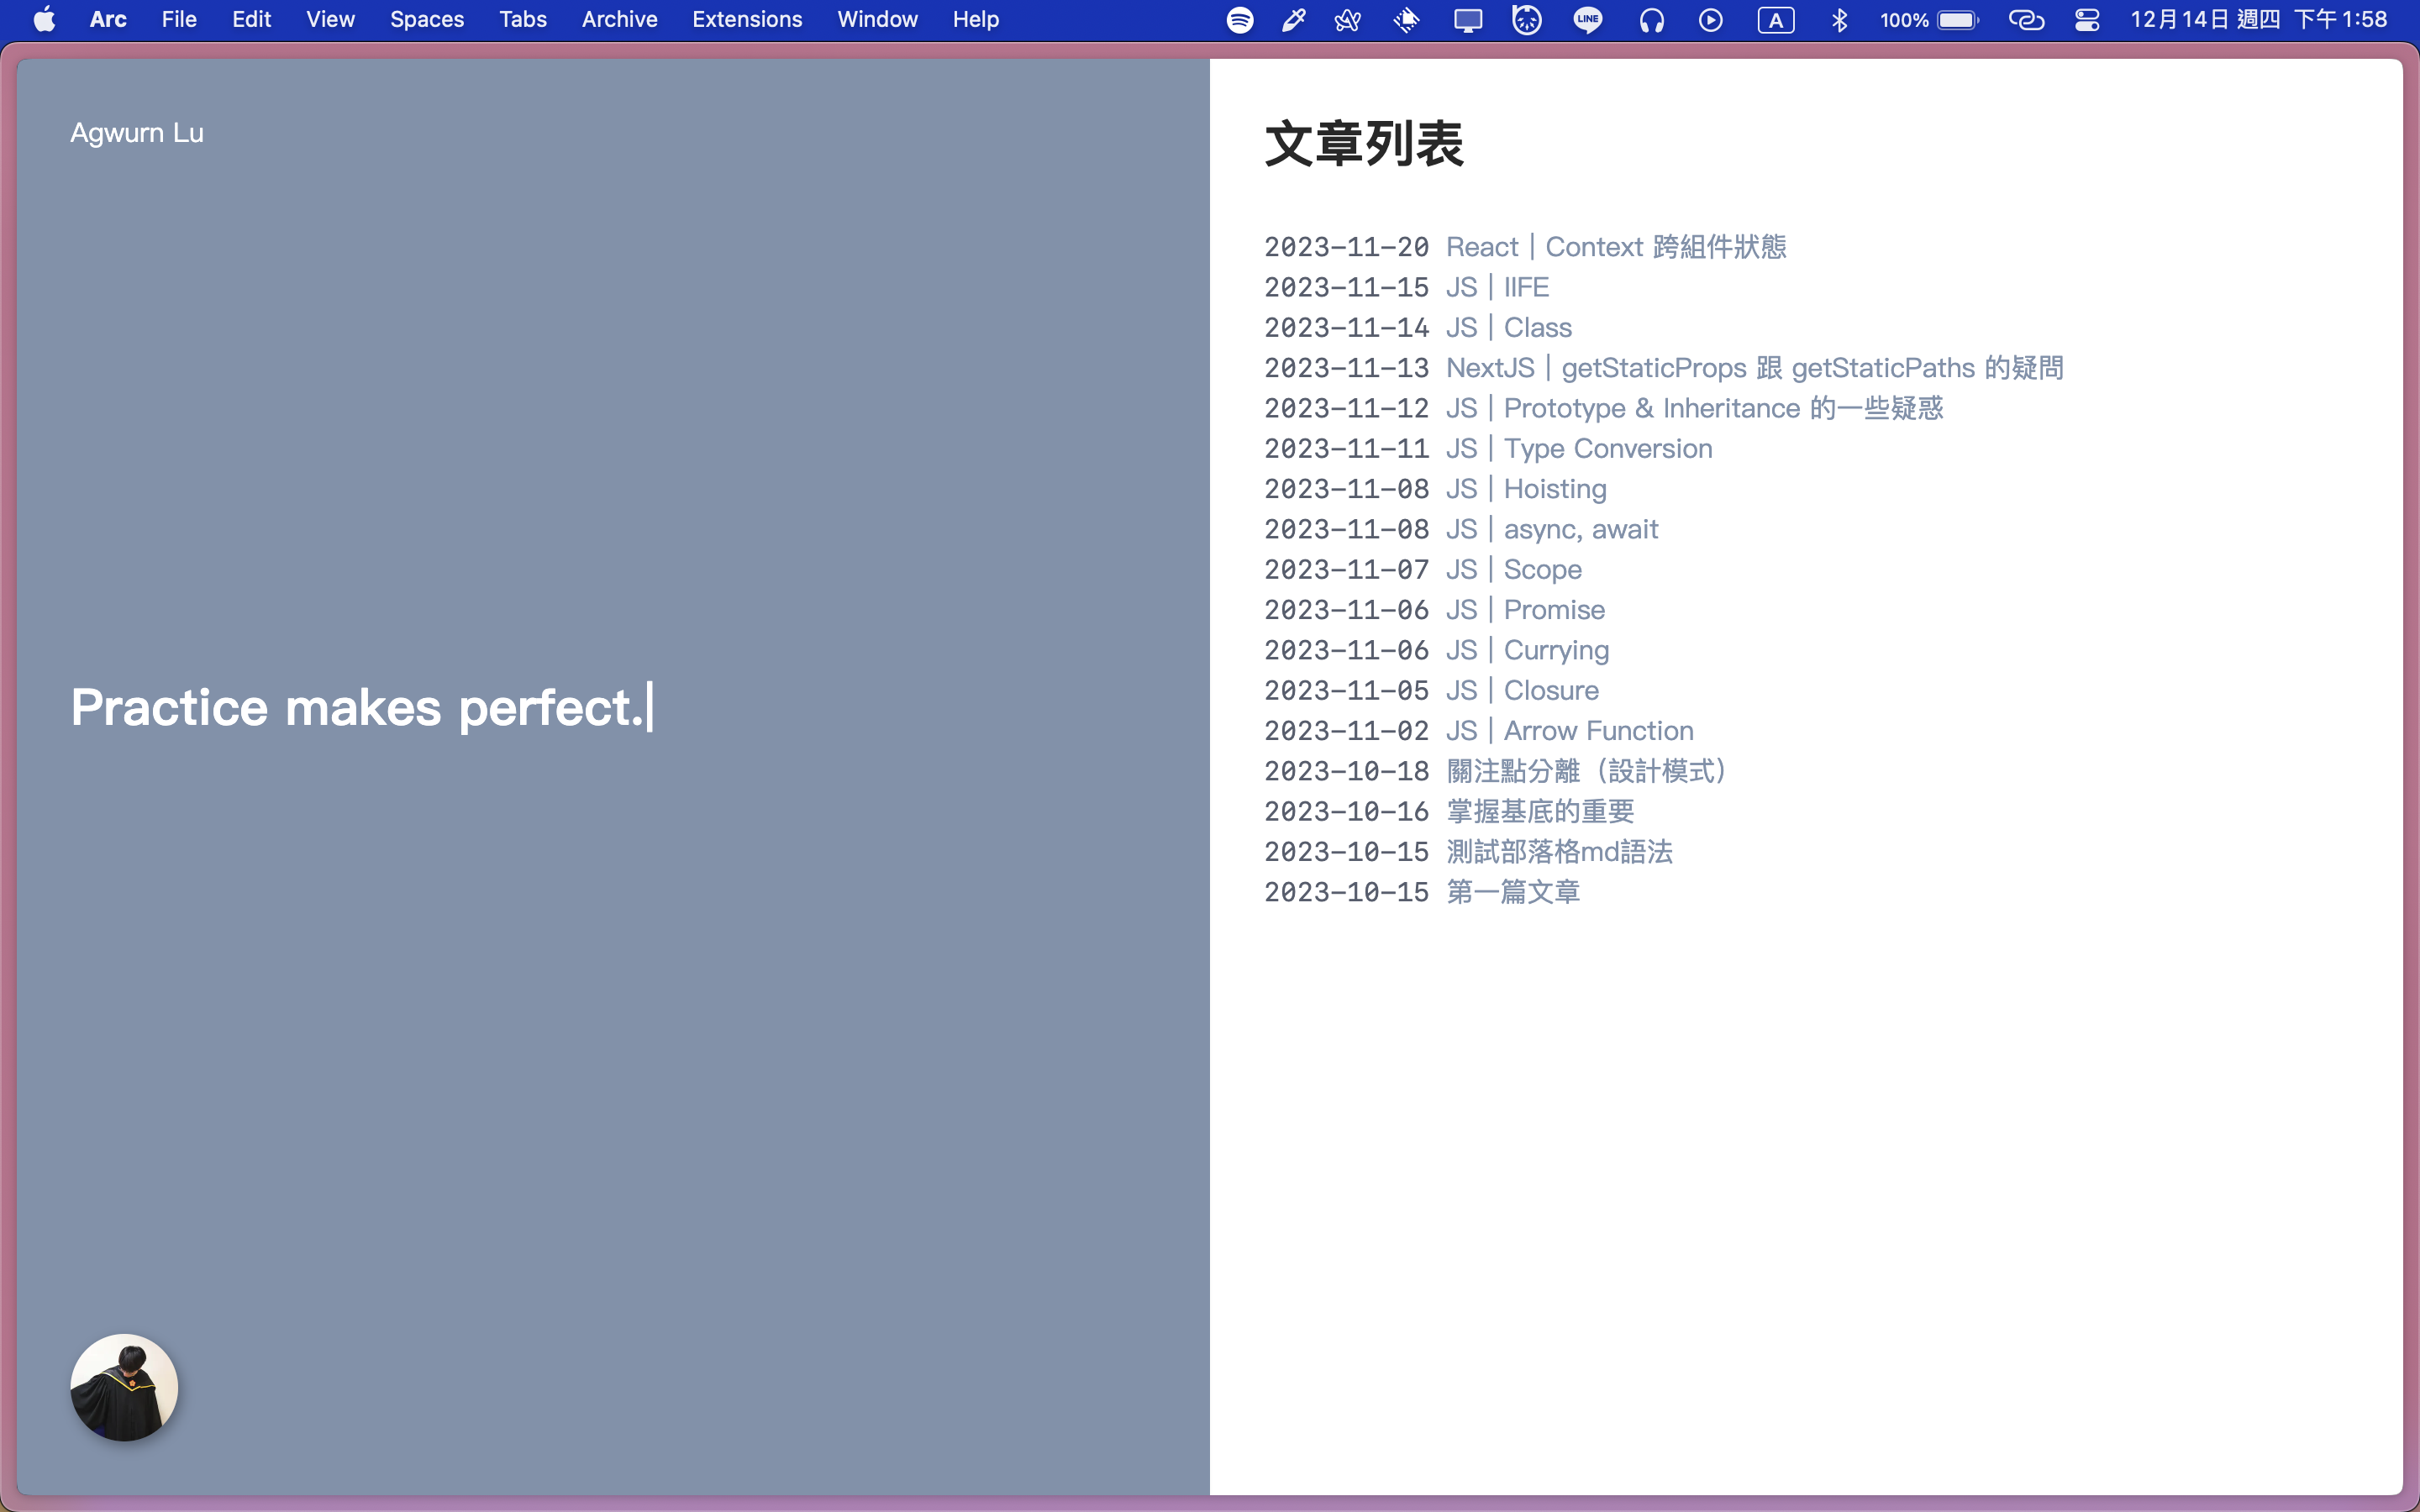 Arc File Edit View Spaces Tabs Archive Extensions Window Help LINE A 100% 12月14日 週四 下午1:58
Agwurn Lu
Practice makes perfect.
文章列表
2023-11-20 React｜Context 跨組件狀態
2023-11-15 JS｜IIFE
2023-11-14 JS｜Class
2023-11-13 NextJS｜getStaticProps 跟 getStaticPaths 的疑問
2023-11-12 JS｜Prototype & Inheritance 的一些疑惑
2023-11-11 JS｜Type Conversion
2023-11-08 JS｜Hoisting
2023-11-08 JS｜async, await
2023-11-07 JS｜Scope
2023-11-06 JS｜Promise
2023-11-06 JS｜Currying
2023-11-05 JS｜Closure
2023-11-02 JS｜Arrow Function
2023-10-18 關注點分離（設計模式）
2023-10-16 掌握基底的重要
2023-10-15 測試部落格md語法
2023-10-15 第一篇文章